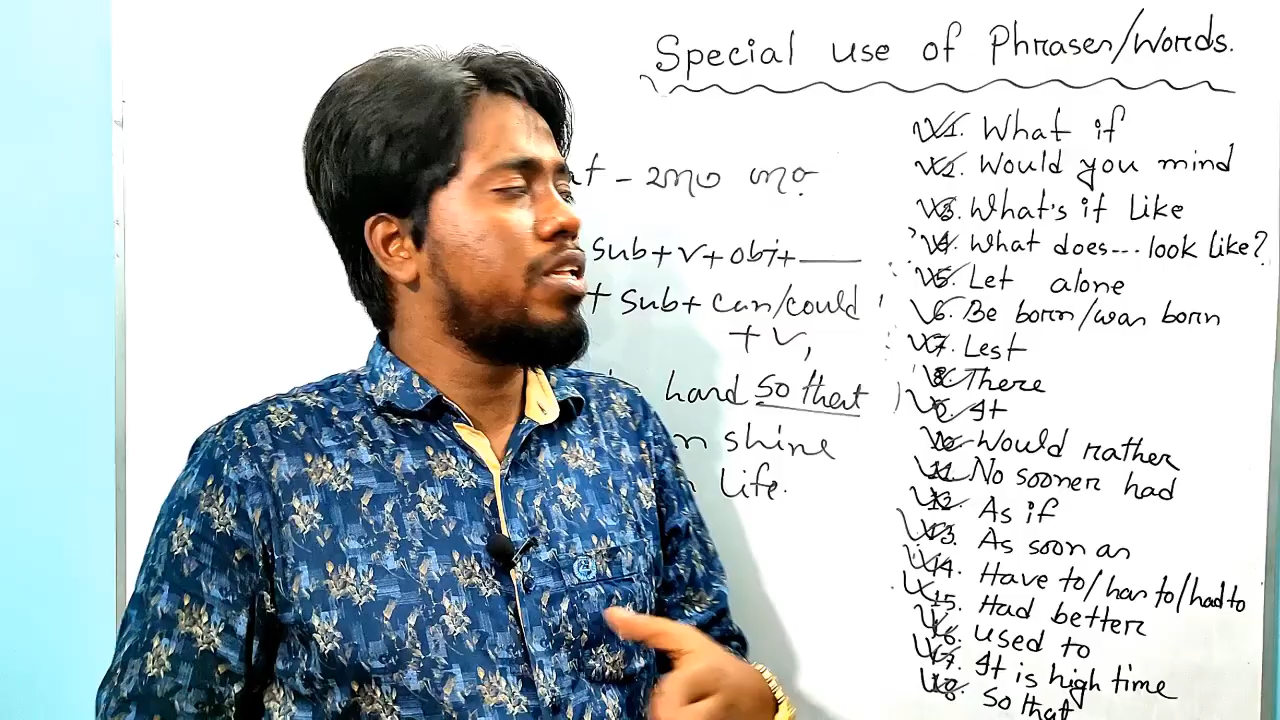 Special use of Phrases/Words.
sub + v + obj + ____
+ sub + can/could
+ v,
hard so that
shine
life.
1. What if
2. Would you mind
3. What's it Like
4. What does... look like?
5. Let alone
6. Be born/was born
7. Lest
8. There
9. It
10. Would rather
11. No sooner had
12. As if
13. As soon as
14. Have to/has to/had to
15. Had better
16. used to
17. It is high time
18. So that